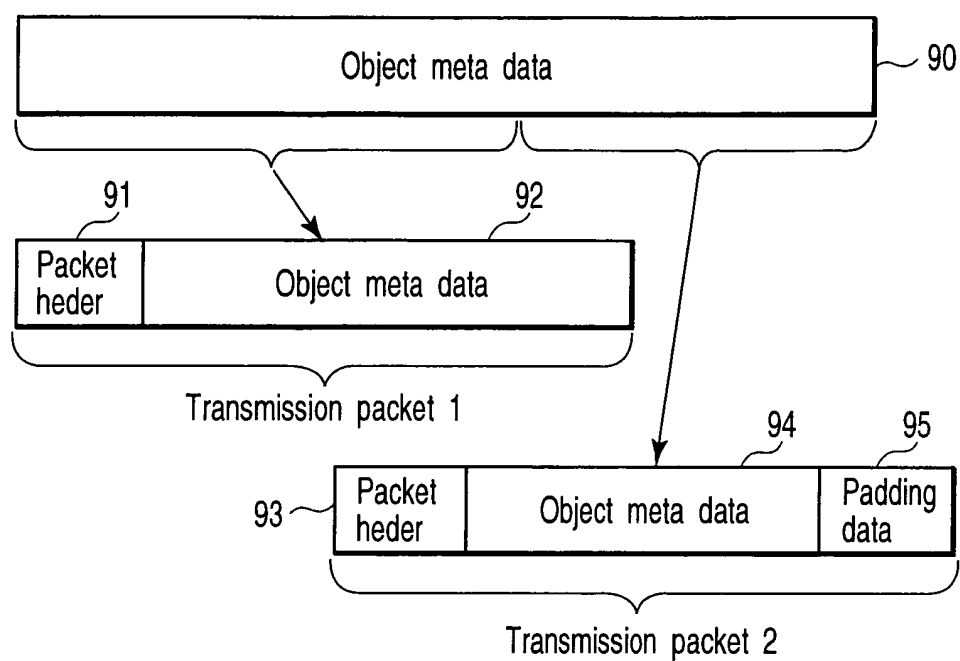 Object meta data
90
91
92
Packet
heder
Object meta data
Transmission packet 1
94
95
93
Packet
heder
Object meta data
Padding
data
Transmission packet 2